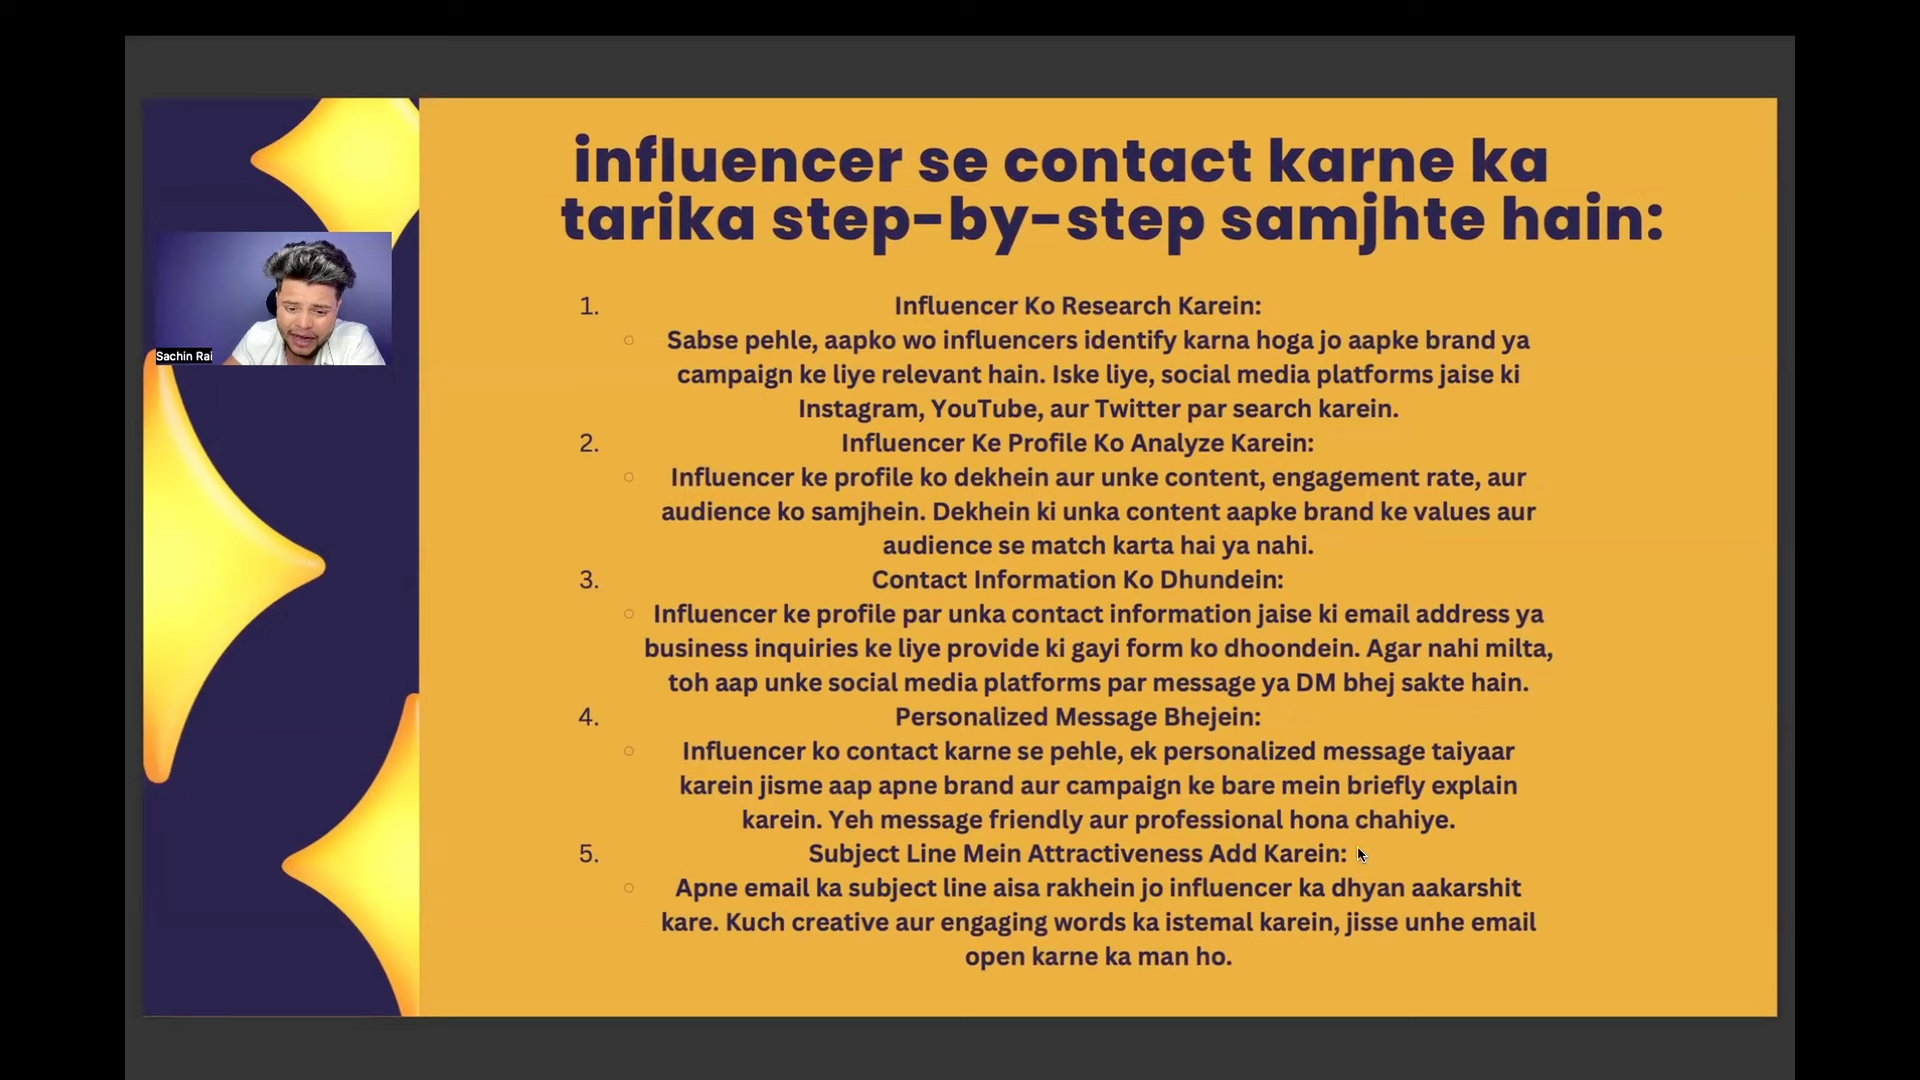 influencer se contact karne ka
tarika step-by-step samjhte hain:
Sachin Rai
1. Influencer Ko Research Karein:
○ Sabse pehle, aapko wo influencers identify karna hoga jo aapke brand ya
campaign ke liye relevant hain. Iske liye, social media platforms jaise ki
Instagram, YouTube, aur Twitter par search karein.
2. Influencer Ke Profile Ko Analyze Karein:
○ Influencer ke profile ko dekhein aur unke content, engagement rate, aur
audience ko samjhein. Dekhein ki unka content aapke brand ke values aur
audience se match karta hai ya nahi.
3. Contact Information Ko Dhundein:
○ Influencer ke profile par unka contact information jaise ki email address ya
business inquiries ke liye provide ki gayi form ko dhoondein. Agar nahi milta,
toh aap unke social media platforms par message ya DM bhej sakte hain.
4. Personalized Message Bhejein:
○ Influencer ko contact karne se pehle, ek personalized message taiyaar
karein jisme aap apne brand aur campaign ke bare mein briefly explain
karein. Yeh message friendly aur professional hona chahiye.
5. Subject Line Mein Attractiveness Add Karein:
○ Apne email ka subject line aisa rakhein jo influencer ka dhyan aakarshit
kare. Kuch creative aur engaging words ka istemal karein, jisse unhe email
open karne ka man ho.